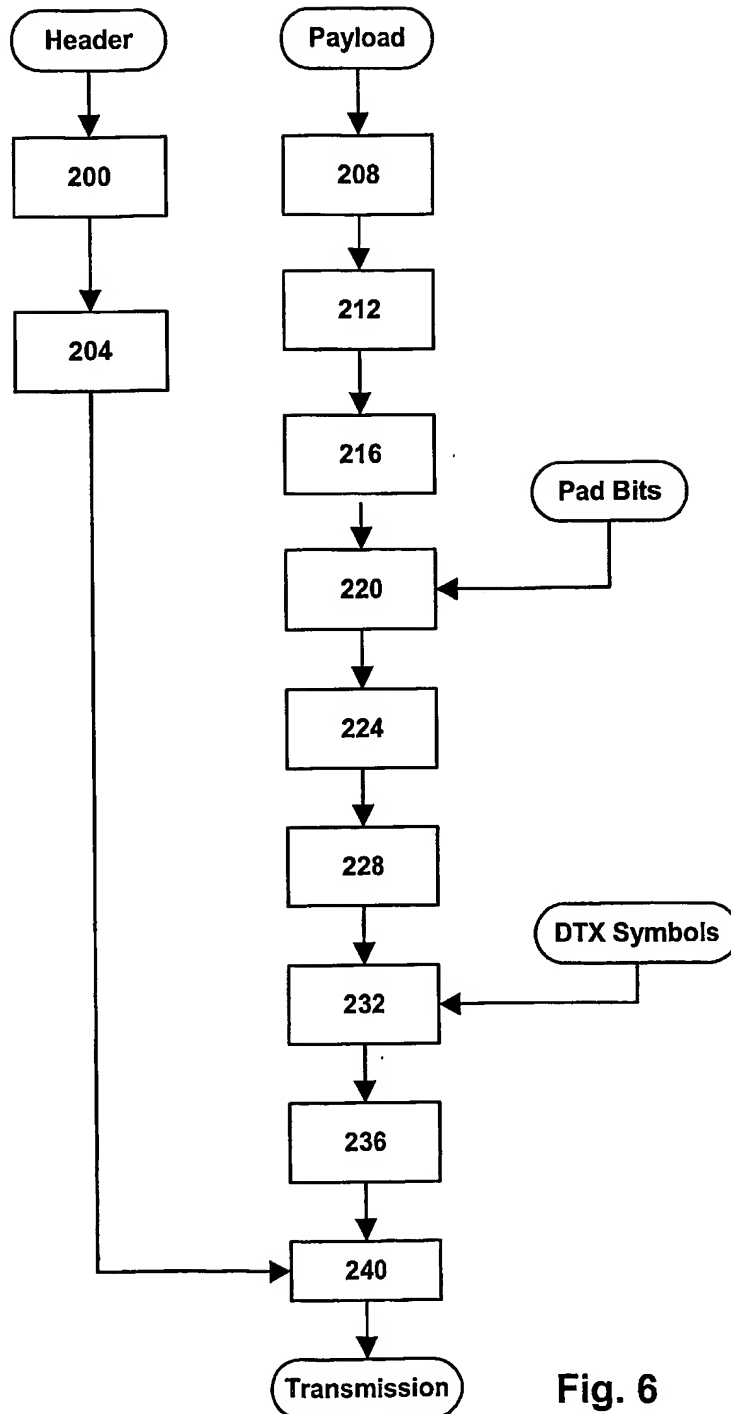 Header
Payload
200
208
212
204
216
Pad Bits
220
224
228
DTX Symbols
232
236
240
Transmission
Fig. 6